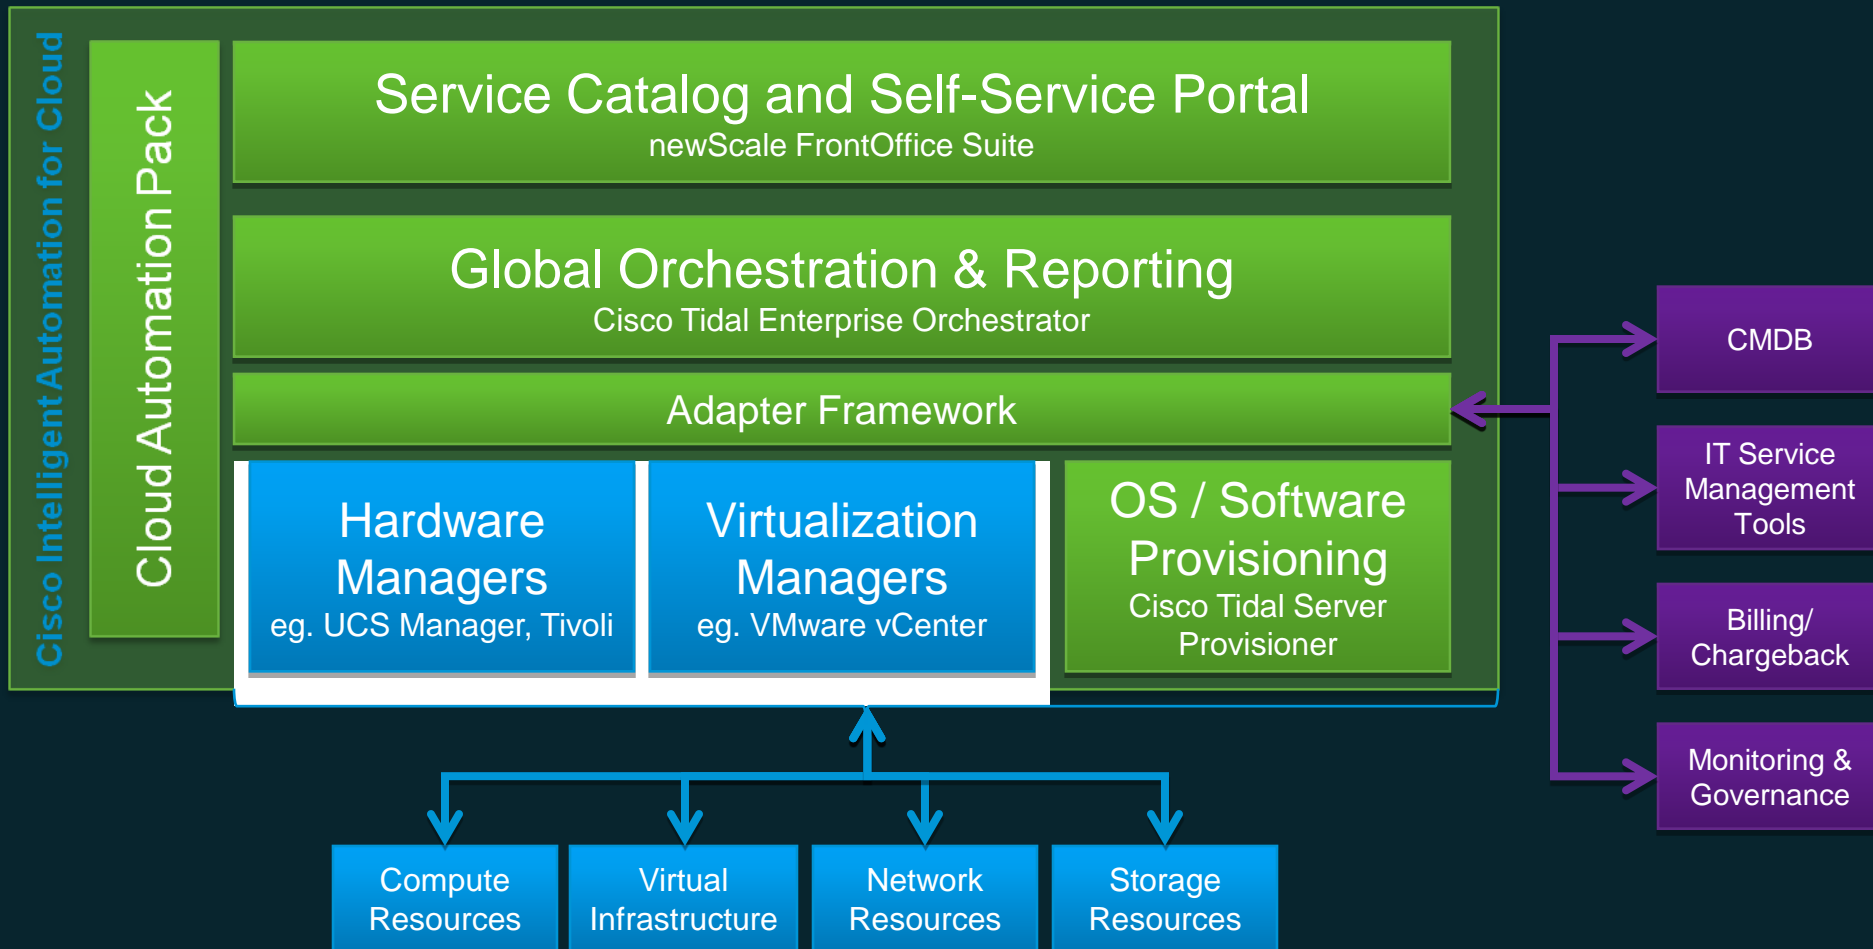 Cisco Intelligent Automation for Cloud
Cloud Automation Pack
Service Catalog and Self-Service Portal
newScale FrontOffice Suite
Global Orchestration & Reporting
Cisco Tidal Enterprise Orchestrator
Adapter Framework
Hardware
Managers
eg. UCS Manager, Tivoli
Virtualization
Managers
eg. VMware vCenter
OS / Software
Provisioning
Cisco Tidal Server
Provisioner
CMDB
IT Service
Management
Tools
Billing/
Chargeback
Monitoring &
Governance
Compute
Resources
Virtual
Infrastructure
Network
Resources
Storage
Resources